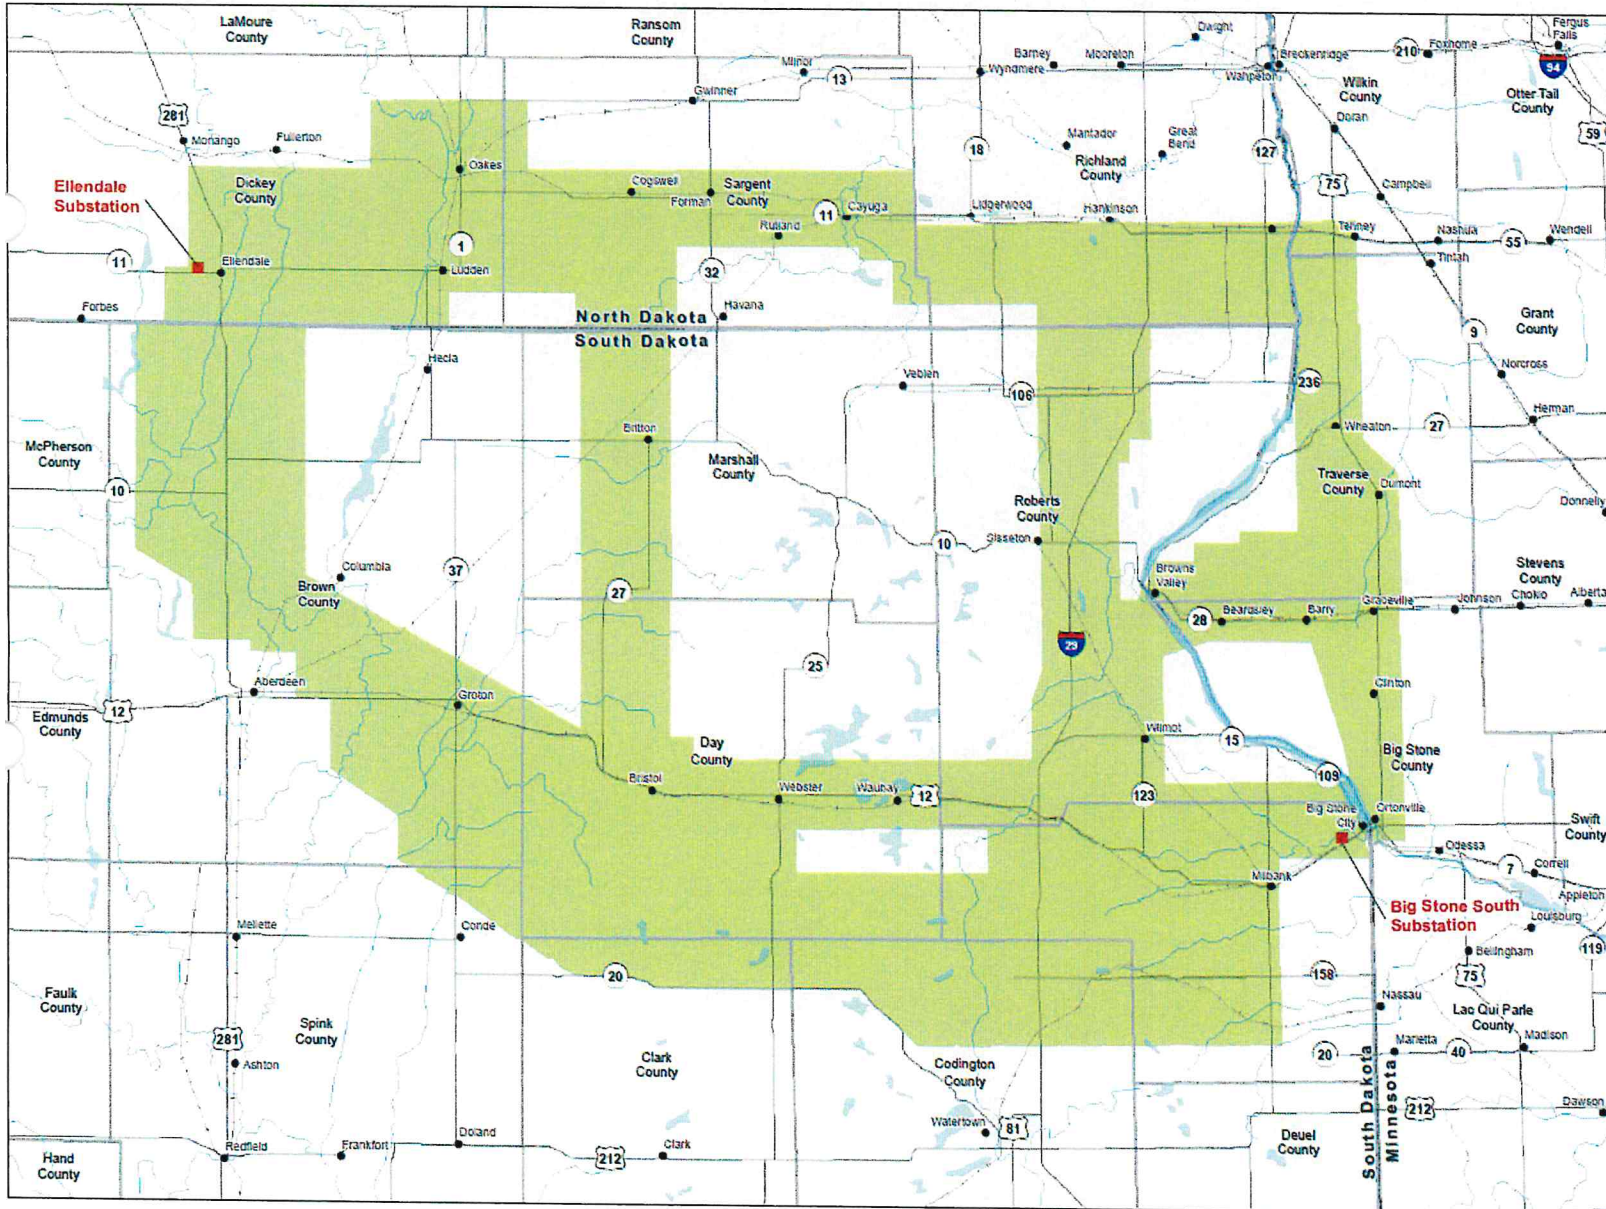 LaMoure
County
Ransom
County
Dwight
Fergus
Falls
Barney
Mooreton
Breckenridge
210
Foxhome
94
Milnor
13
Wyndmere
Wahpeton
Wilkin
County
Otter Tail
County
Gwinner
281
Monango
Fullerton
Doran
59
Mantador
Great
Bend
18
Richland
County
127
Oakes
75
Campbell
Ellendale
Substation
Dickey
County
Cogswell
Forman
Sargent
County
11
Cayuga
Lidgerwood
Hankinson
Rutland
Tenney
Nashua
55
Wendell
Tintah
1
11
Ellendale
Ludden
32
Forbes
Havana
North Dakota
South Dakota
Grant
County
9
Hecla
Veblen
106
236
Norcross
Herman
Britton
Wheaton
27
McPherson
County
Marshall
County
10
Traverse
County
Dumont
Roberts
County
Donnelly
10
Sisseton
Columbia
37
Browns
Valley
Stevens
County
Brown
County
27
28
Beardsley
Barry
Graceville
Johnson
Chokio
Alberta
29
25
Aberdeen
Groton
Clinton
12
Edmunds
County
Day
County
Wilmot
15
Big Stone
County
109
Bristol
Webster
Waubay
12
123
Big Stone
City
Ortonville
Swift
County
Odessa
7
Correll
Milbank
Appleton
Big Stone South
Substation
Louisburg
Mellette
Conde
Bellingham
119
20
158
75
Nassau
Faulk
County
Spink
County
Lac Qui Parle
County
281
20
Marietta
40
Madison
Ashton
Clark
County
Codington
County
South Dakota
Minnesota
212
Dawson
Watertown
81
Deuel
County
Redfield
Frankfort
Doland
212
Clark
Hand
County